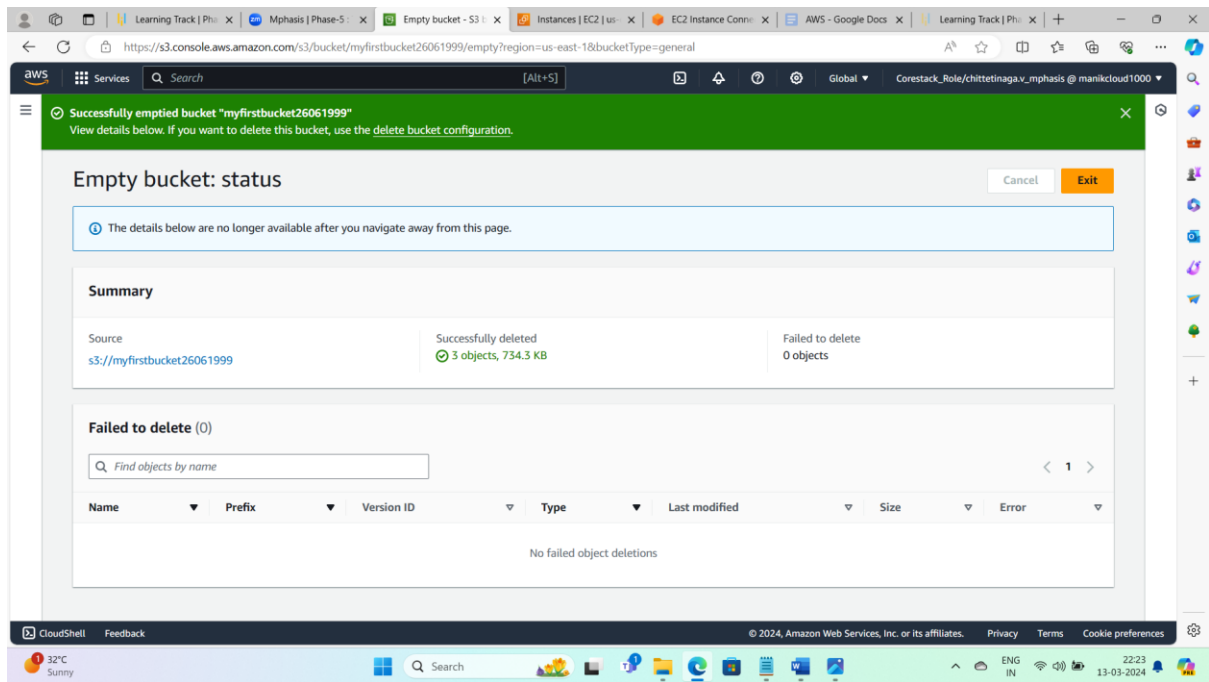 Learning Track | Pha
Mphasis | Phase-5 :
Empty bucket - S3 b
Instances | EC2 | us-
EC2 Instance Conne
AWS - Google Docs
Learning Track | Pha
https://s3.console.aws.amazon.com/s3/bucket/myfirstbucket26061999/empty?region=us-east-1&bucketType=general
aws
Services
Search
[Alt+S]
Global
Corestack_Role/chittetinaga.v_mphasis @ manikcloud1000
Successfully emptied bucket "myfirstbucket26061999"
View details below. If you want to delete this bucket, use the delete bucket configuration.
Empty bucket: status
Cancel
Exit
The details below are no longer available after you navigate away from this page.
Summary
Source
Successfully deleted
Failed to delete
s3://myfirstbucket26061999
3 objects, 734.3 KB
0 objects
Failed to delete (0)
Find objects by name
1
Name
Prefix
Version ID
Type
Last modified
Size
Error
No failed object deletions
CloudShell
Feedback
© 2024, Amazon Web Services, Inc. or its affiliates.
Privacy
Terms
Cookie preferences
1
32°C
Sunny
Search
ENG
IN
22:23
13-03-2024